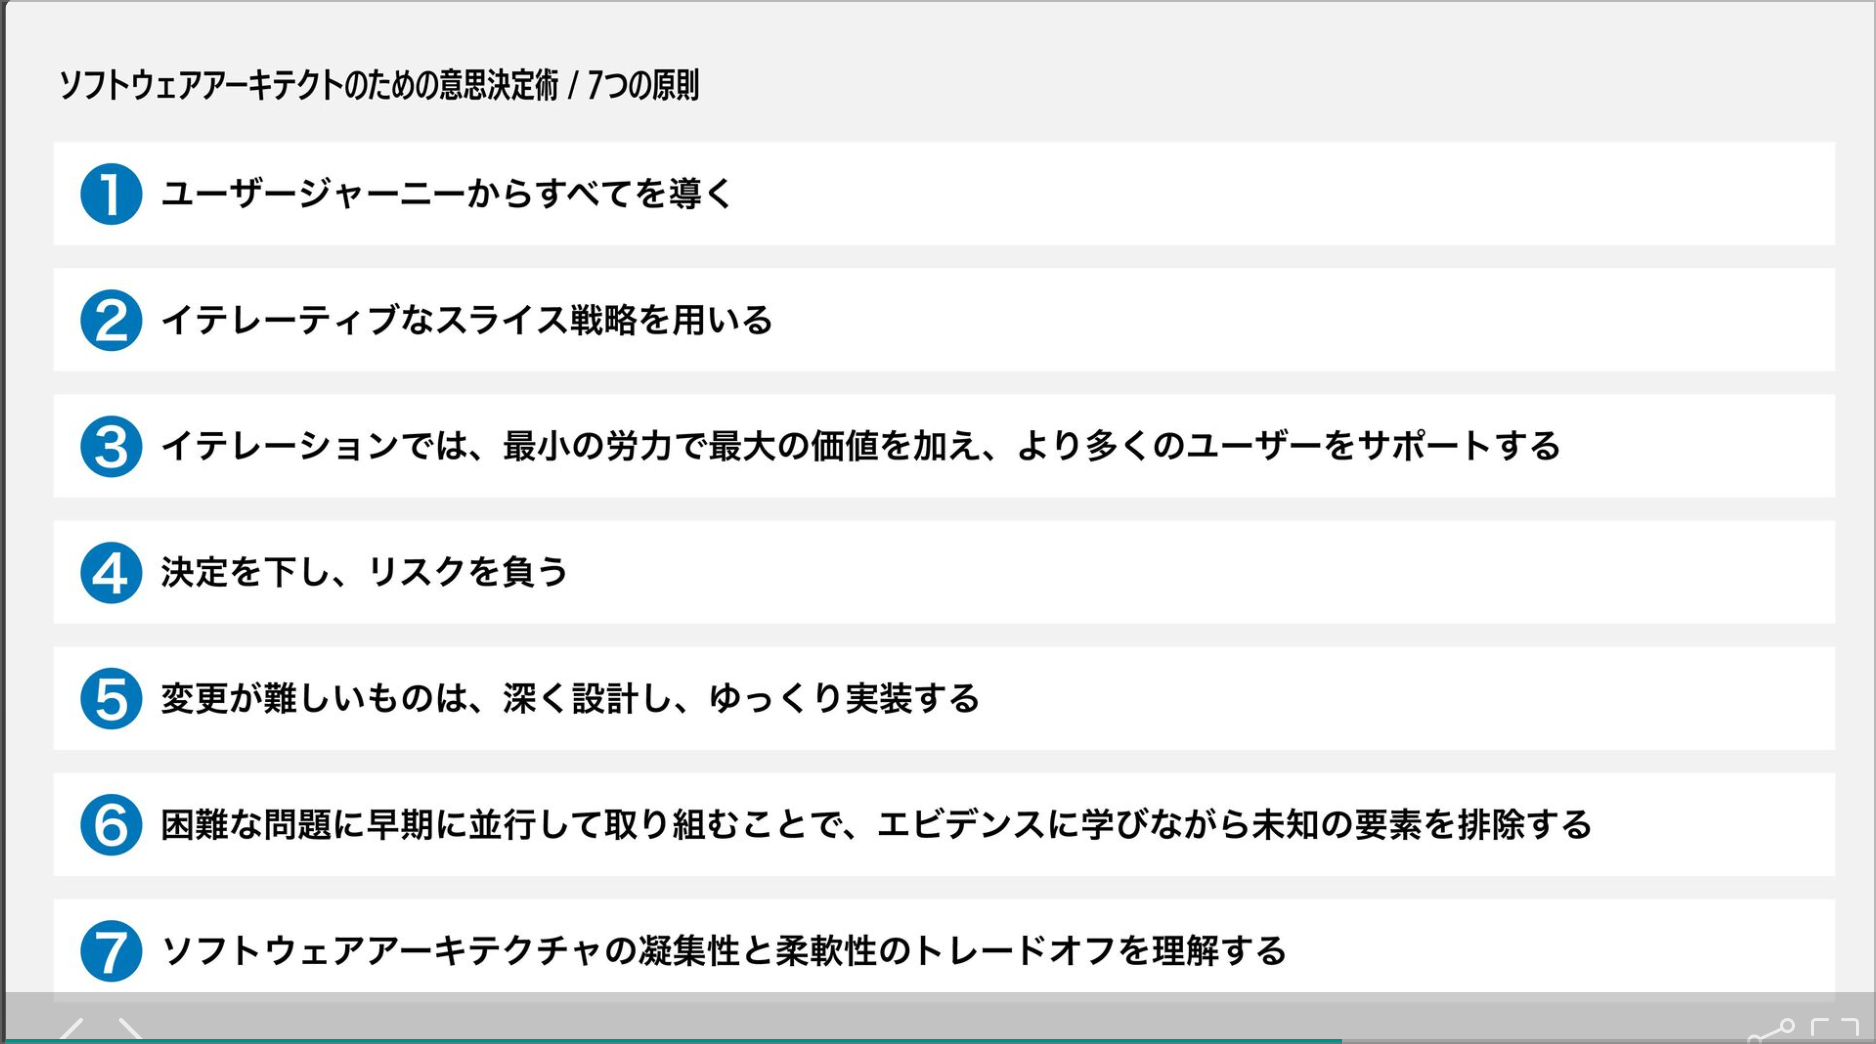 ソフトウェアアーキテクトのための意思決定術 / 7つの原則
1 ユーザージャーニーからすべてを導く
2 イテレーティブなスライス戦略を用いる
3 イテレーションでは、最小の労力で最大の価値を加え、より多くのユーザーをサポートする
4 決定を下し、リスクを負う
5 変更が難しいものは、深く設計し、ゆっくり実装する
6 困難な問題に早期に並行して取り組むことで、エビデンスに学びながら未知の要素を排除する
7 ソフトウェアアーキテクチャの凝集性と柔軟性のトレードオフを理解する